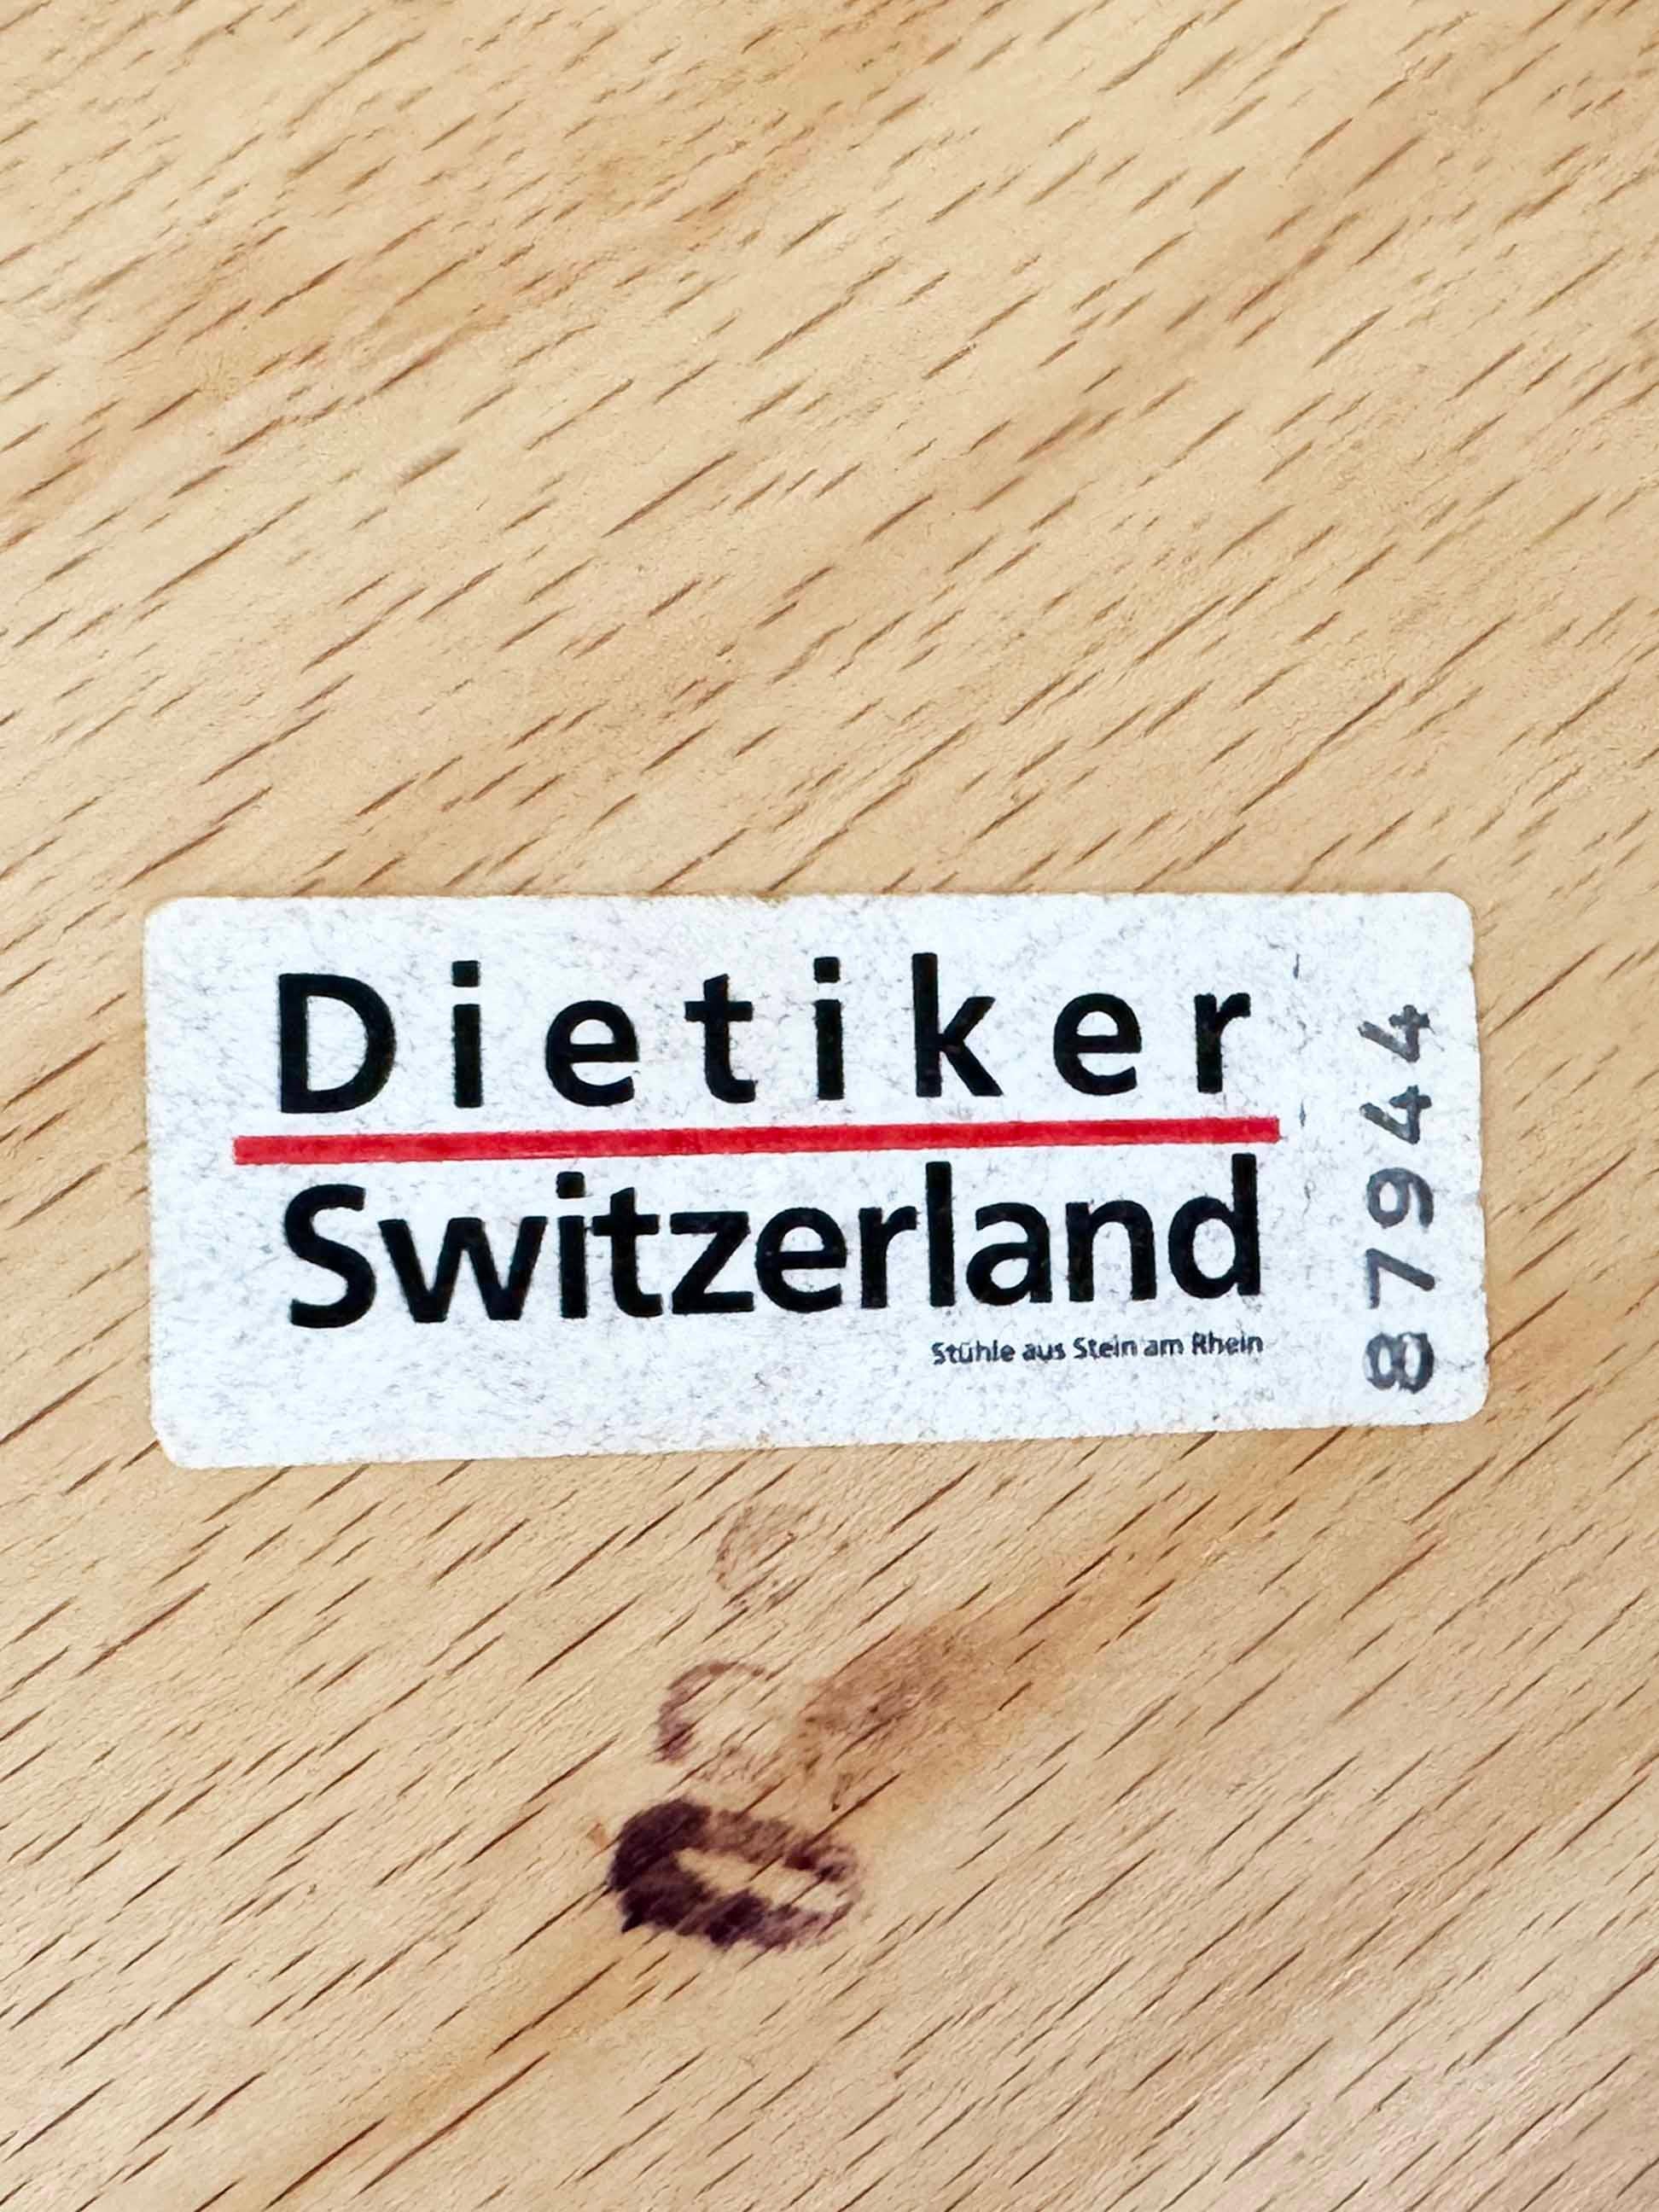 Dietiker
Switzerland
Stühle aus Stein am Rhein
87944